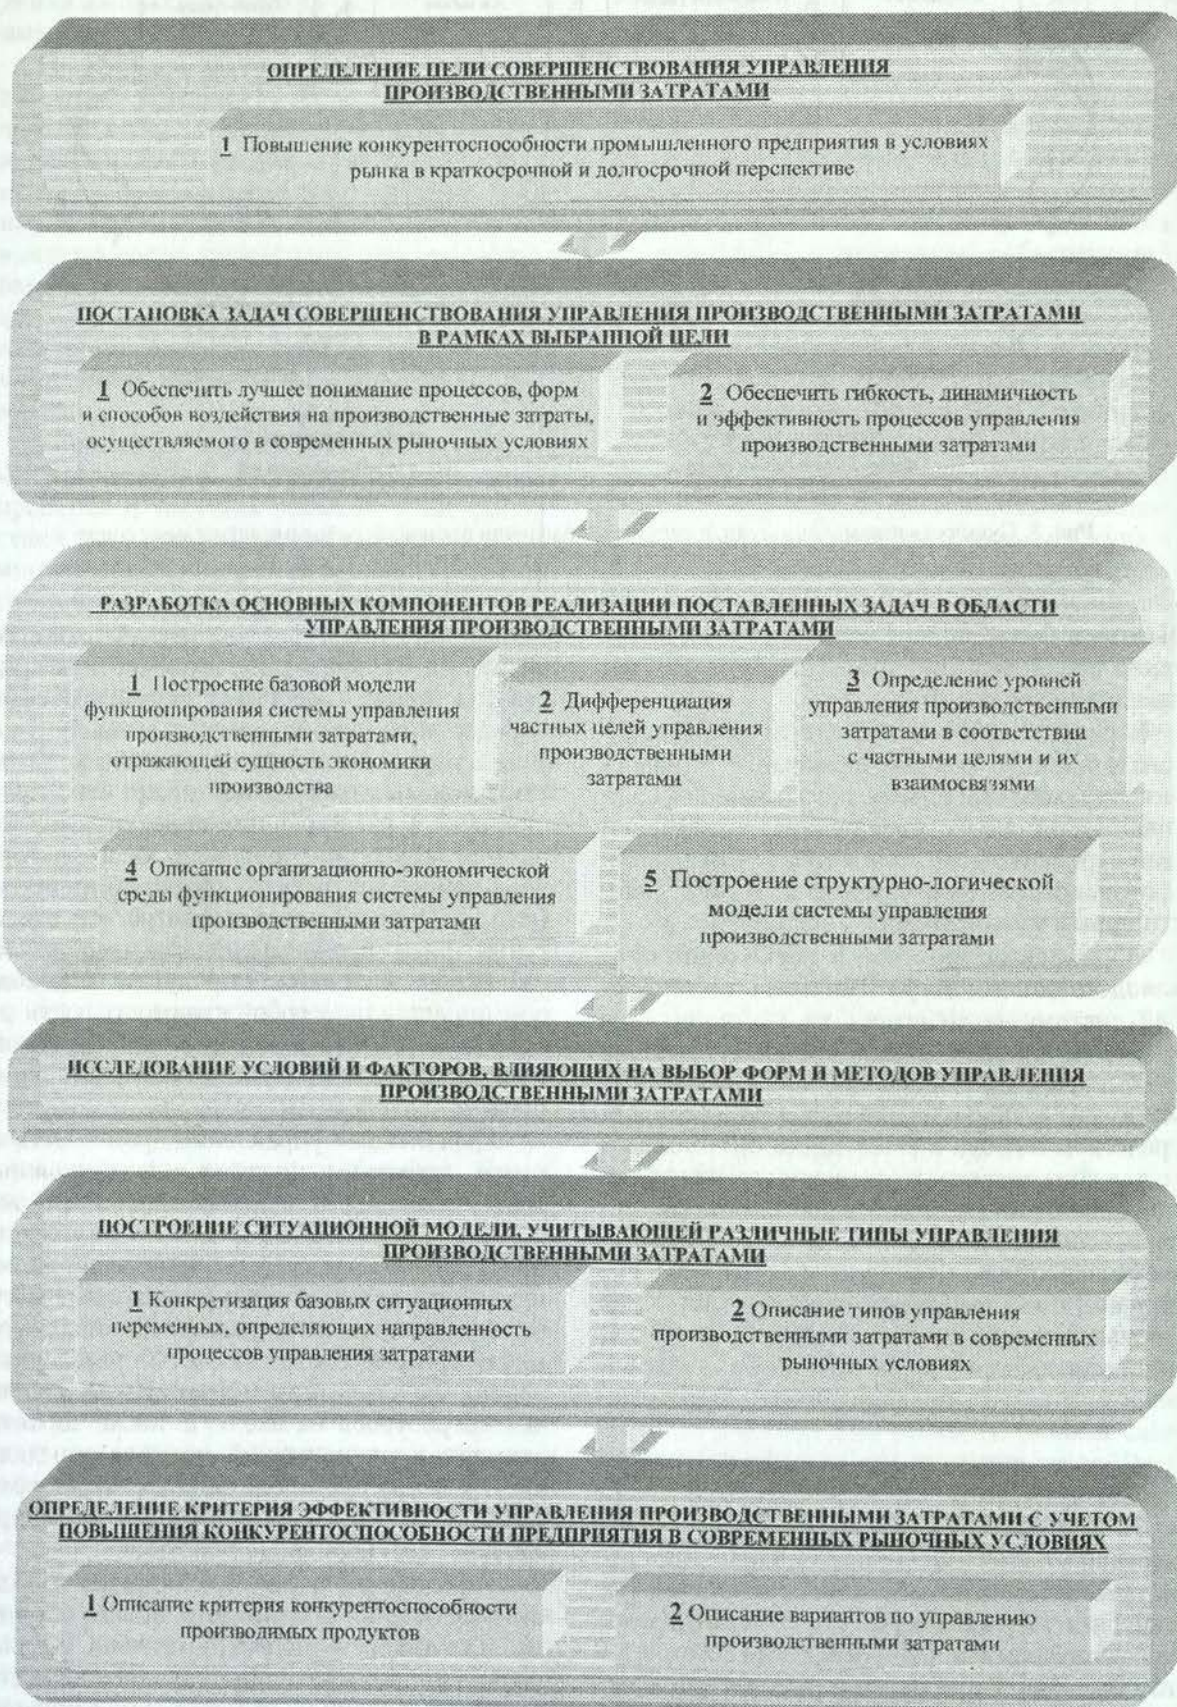 ОПРЕДЕЛЕНИЕ ЦЕЛИ СОВЕРШЕНСТВОВАНИЯ УПРАВЛЕНИЯ
ПРОИЗВОДСТВЕННЫМИ ЗАТРАТАМИ
1 Повышение конкурентоспособности промышленного предприятия в условиях
рынка в краткосрочной и долгосрочной перспективе
ПОСТАНОВКА ЗАДАЧ СОВЕРШЕНСТВОВАНИЯ УПРАВЛЕНИЯ ПРОИЗВОДСТВЕННЫМИ ЗАТРАТАМИ
В РАМКАХ ВЫБРАННОЙ ЦЕЛИ
1 Обеспечить лучшее понимание процессов, форм
и способов воздействия на производственные затраты,
осуществляемого в современных рыночных условиях
2 Обеспечить гибкость, динамичность
и эффективность процессов управления
производственными затратами
РАЗРАБОТКА ОСНОВНЫХ КОМПОНЕНТОВ РЕАЛИЗАЦИИ ПОСТАВЛЕННЫХ ЗАДАЧ В ОБЛАСТИ
УПРАВЛЕНИЯ ПРОИЗВОДСТВЕННЫМИ ЗАТРАТАМИ
1 Построение базовой модели
функционирования системы управления
производственными затратами,
отражающей сущность экономики
производства
2 Дифференциация
частных целей управления
производственными
затратами
3 Определение уровней
управления производственными
затратами в соответствии
с частными целями и их
взаимосвязями
4 Описание организационно-экономической
среды функционирования системы управления
производственными затратами
5 Построение структурно-логической
модели системы управления
производственными затратами
ИССЛЕДОВАНИЕ УСЛОВИЙ И ФАКТОРОВ, ВЛИЯЮЩИХ НА ВЫБОР ФОРМ И МЕТОДОВ УПРАВЛЕНИЯ
ПРОИЗВОДСТВЕННЫМИ ЗАТРАТАМИ
ПОСТРОЕНИЕ СИТУАЦИОННОЙ МОДЕЛИ, УЧИТЫВАЮЩЕЙ РАЗЛИЧНЫЕ ТИПЫ УПРАВЛЕНИЯ
ПРОИЗВОДСТВЕННЫМИ ЗАТРАТАМИ
1 Конкретизация базовых ситуационных
переменных, определяющих направленность
процессов управления затратами
2 Описание типов управления
производственными затратами в современных
рыночных условиях
ОПРЕДЕЛЕНИЕ КРИТЕРИЯ ЭФФЕКТИВНОСТИ УПРАВЛЕНИЯ ПРОИЗВОДСТВЕННЫМИ ЗАТРАТАМИ С УЧЕТОМ
ПОВЫШЕНИЯ КОНКУРЕНТОСПОСОБНОСТИ ПРЕДПРИЯТИЯ В СОВРЕМЕННЫХ РЫНОЧНЫХ УСЛОВИЯХ
1 Описание критерия конкурентоспособности
производимых продуктов
2 Описание вариантов по управлению
производственными затратами